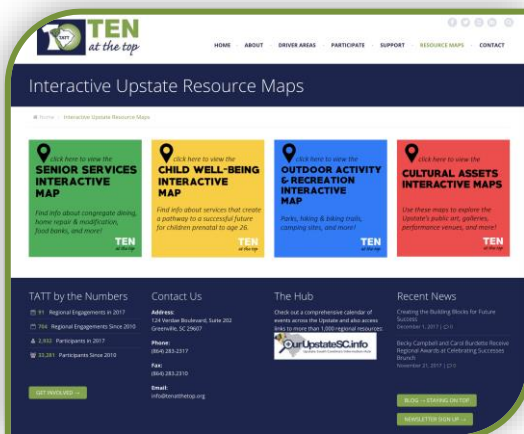 TATT
TEN
at the top
HOME
ABOUT
DRIVER AREAS
PARTICIPATE
SUPPORT
RESOURCE MAPS
CONTACT
Interactive Upstate Resource Maps
home / Interactive Upstate Resource Maps
click here to view the
SENIOR SERVICES
INTERACTIVE
MAP
Find info about congregate dining,
home repair & modification,
food banks, and more!
TEN
at the top
click here to view the
CHILD WELL-BEING
INTERACTIVE
MAP
Find info about services that create
a pathway to a successful future
for children prenatal to age 26.
TEN
at the top
click here to view the
OUTDOOR ACTIVITY
& RECREATION
INTERACTIVE
MAP
Parks, hiking & biking trails,
camping sites, and more!
TEN
at the top
click here to view the
CULTURAL ASSETS
INTERACTIVE MAPS
Use these maps to explore the
Upstate's public art, galleries,
performance venues, and more!
TEN
at the top
TATT by the Numbers
91 Regional Engagements in 2017
764 Regional Engagements Since 2010
2,932 Participants in 2017
33,281 Participants Since 2010
GET INVOLVED →
Contact Us
Address:
124 Verdae Boulevard, Suite 202
Greenville, SC 29607
Phone:
(864) 283-2317
Fax:
(864) 283-2310
Email:
info@tenatthetop.org
The Hub
Check out a comprehensive calendar of
events across the Upstate and also access
links to more than 1,000 regional resources:
OurUpstateSC.info
Recent News
Creating the Building Blocks for Future
Success
December 1, 2017 | 0
Becky Campbell and Carol Burdette Receive
Regional Awards at Celebrating Successes
Brunch
November 21, 2017 | 0
BLOG → STAYING ON TOP
NEWSLETTER SIGN UP →